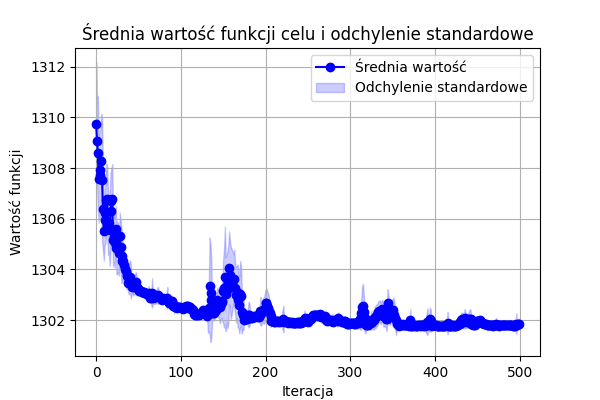 Średnia wartość funkcji celu i odchylenie standardowe
Średnia wartość
Odchylenie standardowe
Wartość funkcji
1312
1310
1308
1306
1304
1302
0 100 200 300 400 500
Iteracja